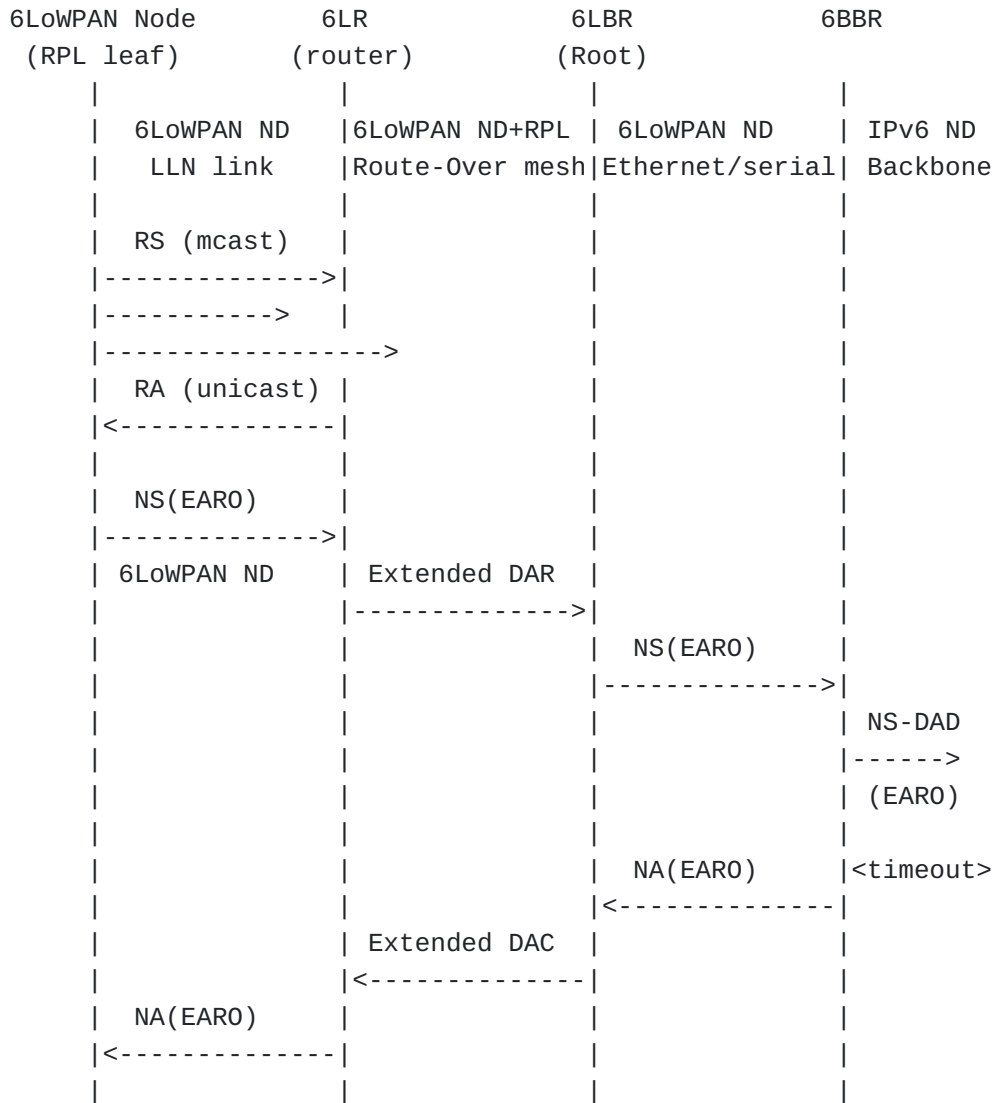 6LoWPAN Node        6LR             6LBR            6BBR
 (RPL leaf)       (router)         (Root)
     |               |               |               |
     |  6LoWPAN ND   |6LoWPAN ND+RPL | 6LoWPAN ND    | IPv6 ND
     |   LLN link    |Route-Over mesh|Ethernet/serial| Backbone
     |               |               |               |
     |  RS (mcast)   |               |               |
     |-------------->|               |               |
     |----------->   |               |               |
     |------------------>            |               |
     |  RA (unicast) |               |               |
     |<--------------|               |               |
     |               |               |               |
     |  NS(EARO)     |               |               |
     |-------------->|               |               |
     | 6LoWPAN ND    | Extended DAR  |               |
     |               |-------------->|               |
     |               |               |  NS(EARO)     |
     |               |               |-------------->|
     |               |               |               | NS-DAD
     |               |               |               |------>
     |               |               |               | (EARO)
     |               |               |               |
     |               |               |  NA(EARO)     |<timeout>
     |               |               |<--------------|
     |               | Extended DAC  |               |
     |               |<--------------|               |
     |  NA(EARO)     |               |               |
     |<--------------|               |               |
     |               |               |               |